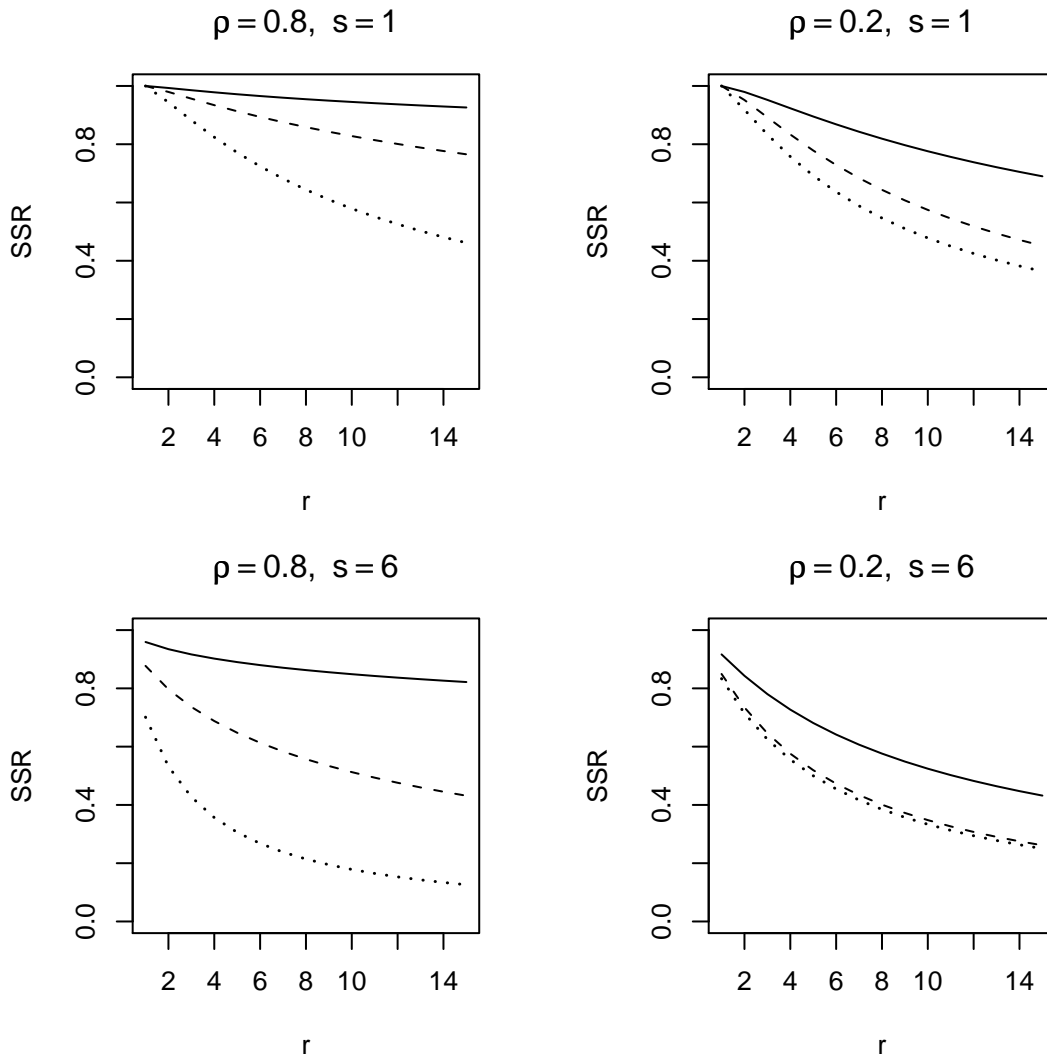 ρ = 0.8, s = 1
SSR
0.0 0.4 0.8
2 4 6 8 10 14
r
ρ = 0.2, s = 1
SSR
0.0 0.4 0.8
2 4 6 8 10 14
r
ρ = 0.8, s = 6
SSR
0.0 0.4 0.8
2 4 6 8 10 14
r
ρ = 0.2, s = 6
SSR
0.0 0.4 0.8
2 4 6 8 10 14
r